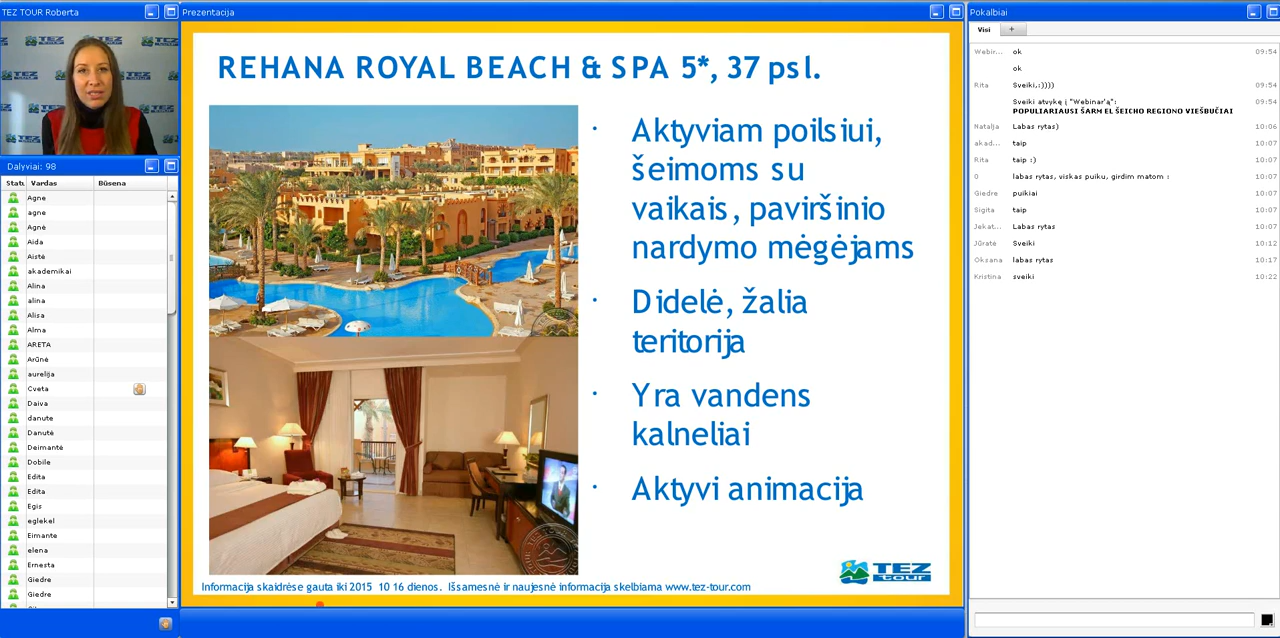 TEZ TOUR Roberta
Dalyviai: 98
Statu Vardas Būsena
Agne
agne
Agnė
Aida
Aistė
akademikai
Alina
alina
Alisa
Alma
ARETA
Arūnė
aurelija
Cveta
Daiva
danute
Danutė
Deimantė
Dobile
Edita
Edita
Egis
eglekel
Eimante
elena
Ernesta
Giedre
Giedre
Prezentacija
REHANA ROYAL BEACH & SPA 5*, 37 psl.
· Aktyviam poilsiui,
šeimoms su
vaikais, paviršinio
nardymo mėgėjams
· Didelė, žalia
teritorija
· Yra vandens
kalneliai
· Aktyvi animacija
TEZ
tour
Informacija skaidrėse gauta iki 2015 10 16 dienos. Išsamesnė ir naujesnė informacija skelbiama www.tez-tour.com
Pokalbiai
Visi +
Webir... ok 09:54
ok
Rita Sveiki,:)))) 09:54
Sveiki atvykę į "Webinar'ą": 09:54
POPULIARIAUSI ŠARM EL ŠEICHO REGIONO VIEŠBUČIAI
Natalja Labas rytas) 10:06
akad... taip 10:07
Rita taip :) 10:07
0 labas rytas, viskas puiku, girdim matom : 10:07
Giedre puikiai 10:07
Sigita taip 10:07
Jekat... Labas rytas 10:07
Jūratė Sveiki 10:12
Oksana labas rytas 10:17
Kristina sveiki 10:22